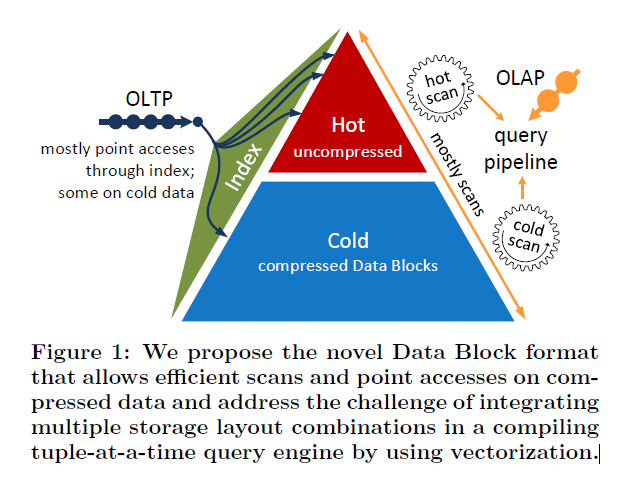 OLTP
mostly point acceses
through index;
some on cold data
Index
Hot
uncompressed
Cold
compressed Data Blocks
mostly scans
hot
scan
OLAP
query
pipeline
cold
scan
Figure 1: We propose the novel Data Block format
that allows efficient scans and point accesses on com-
pressed data and address the challenge of integrating
multiple storage layout combinations in a compiling
tuple-at-a-time query engine by using vectorization.